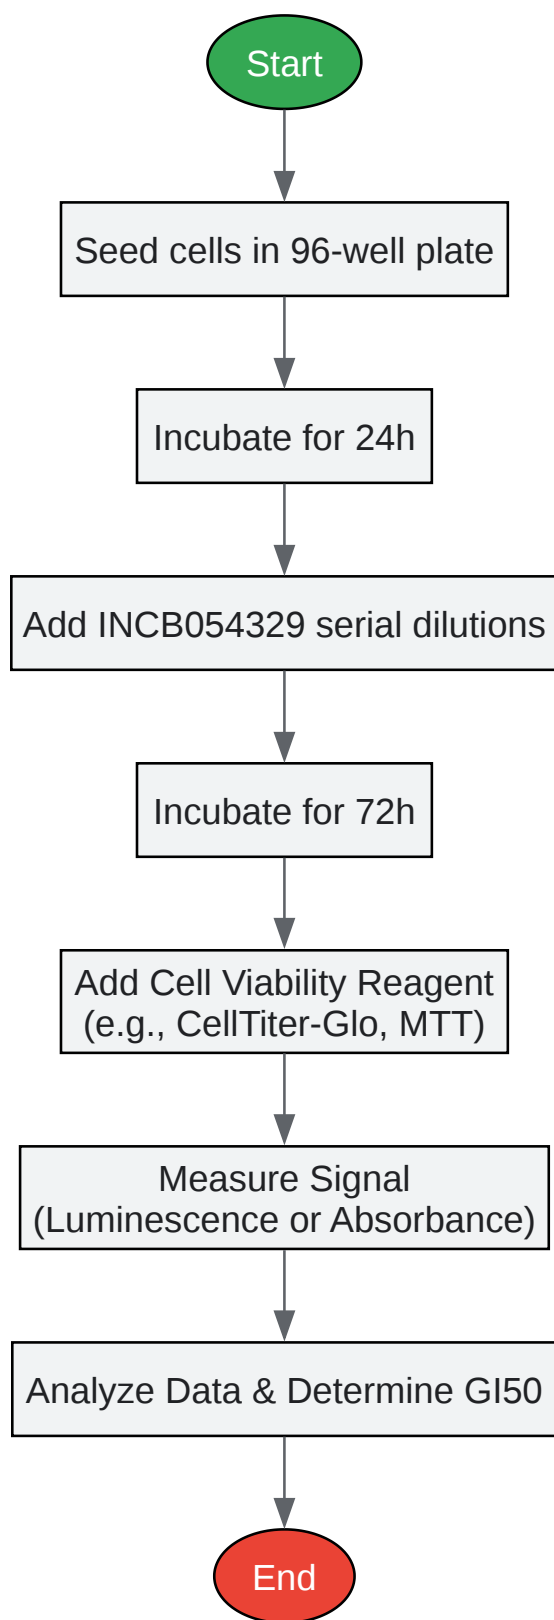 Start
Seed cells in 96-well plate
Incubate for 24h
Add INCB054329 serial dilutions
Incubate for 72h
Add Cell Viability Reagent
(e.g., CellTiter-Glo, MTT)
Measure Signal
(Luminescence or Absorbance)
Analyze Data & Determine GI50
End